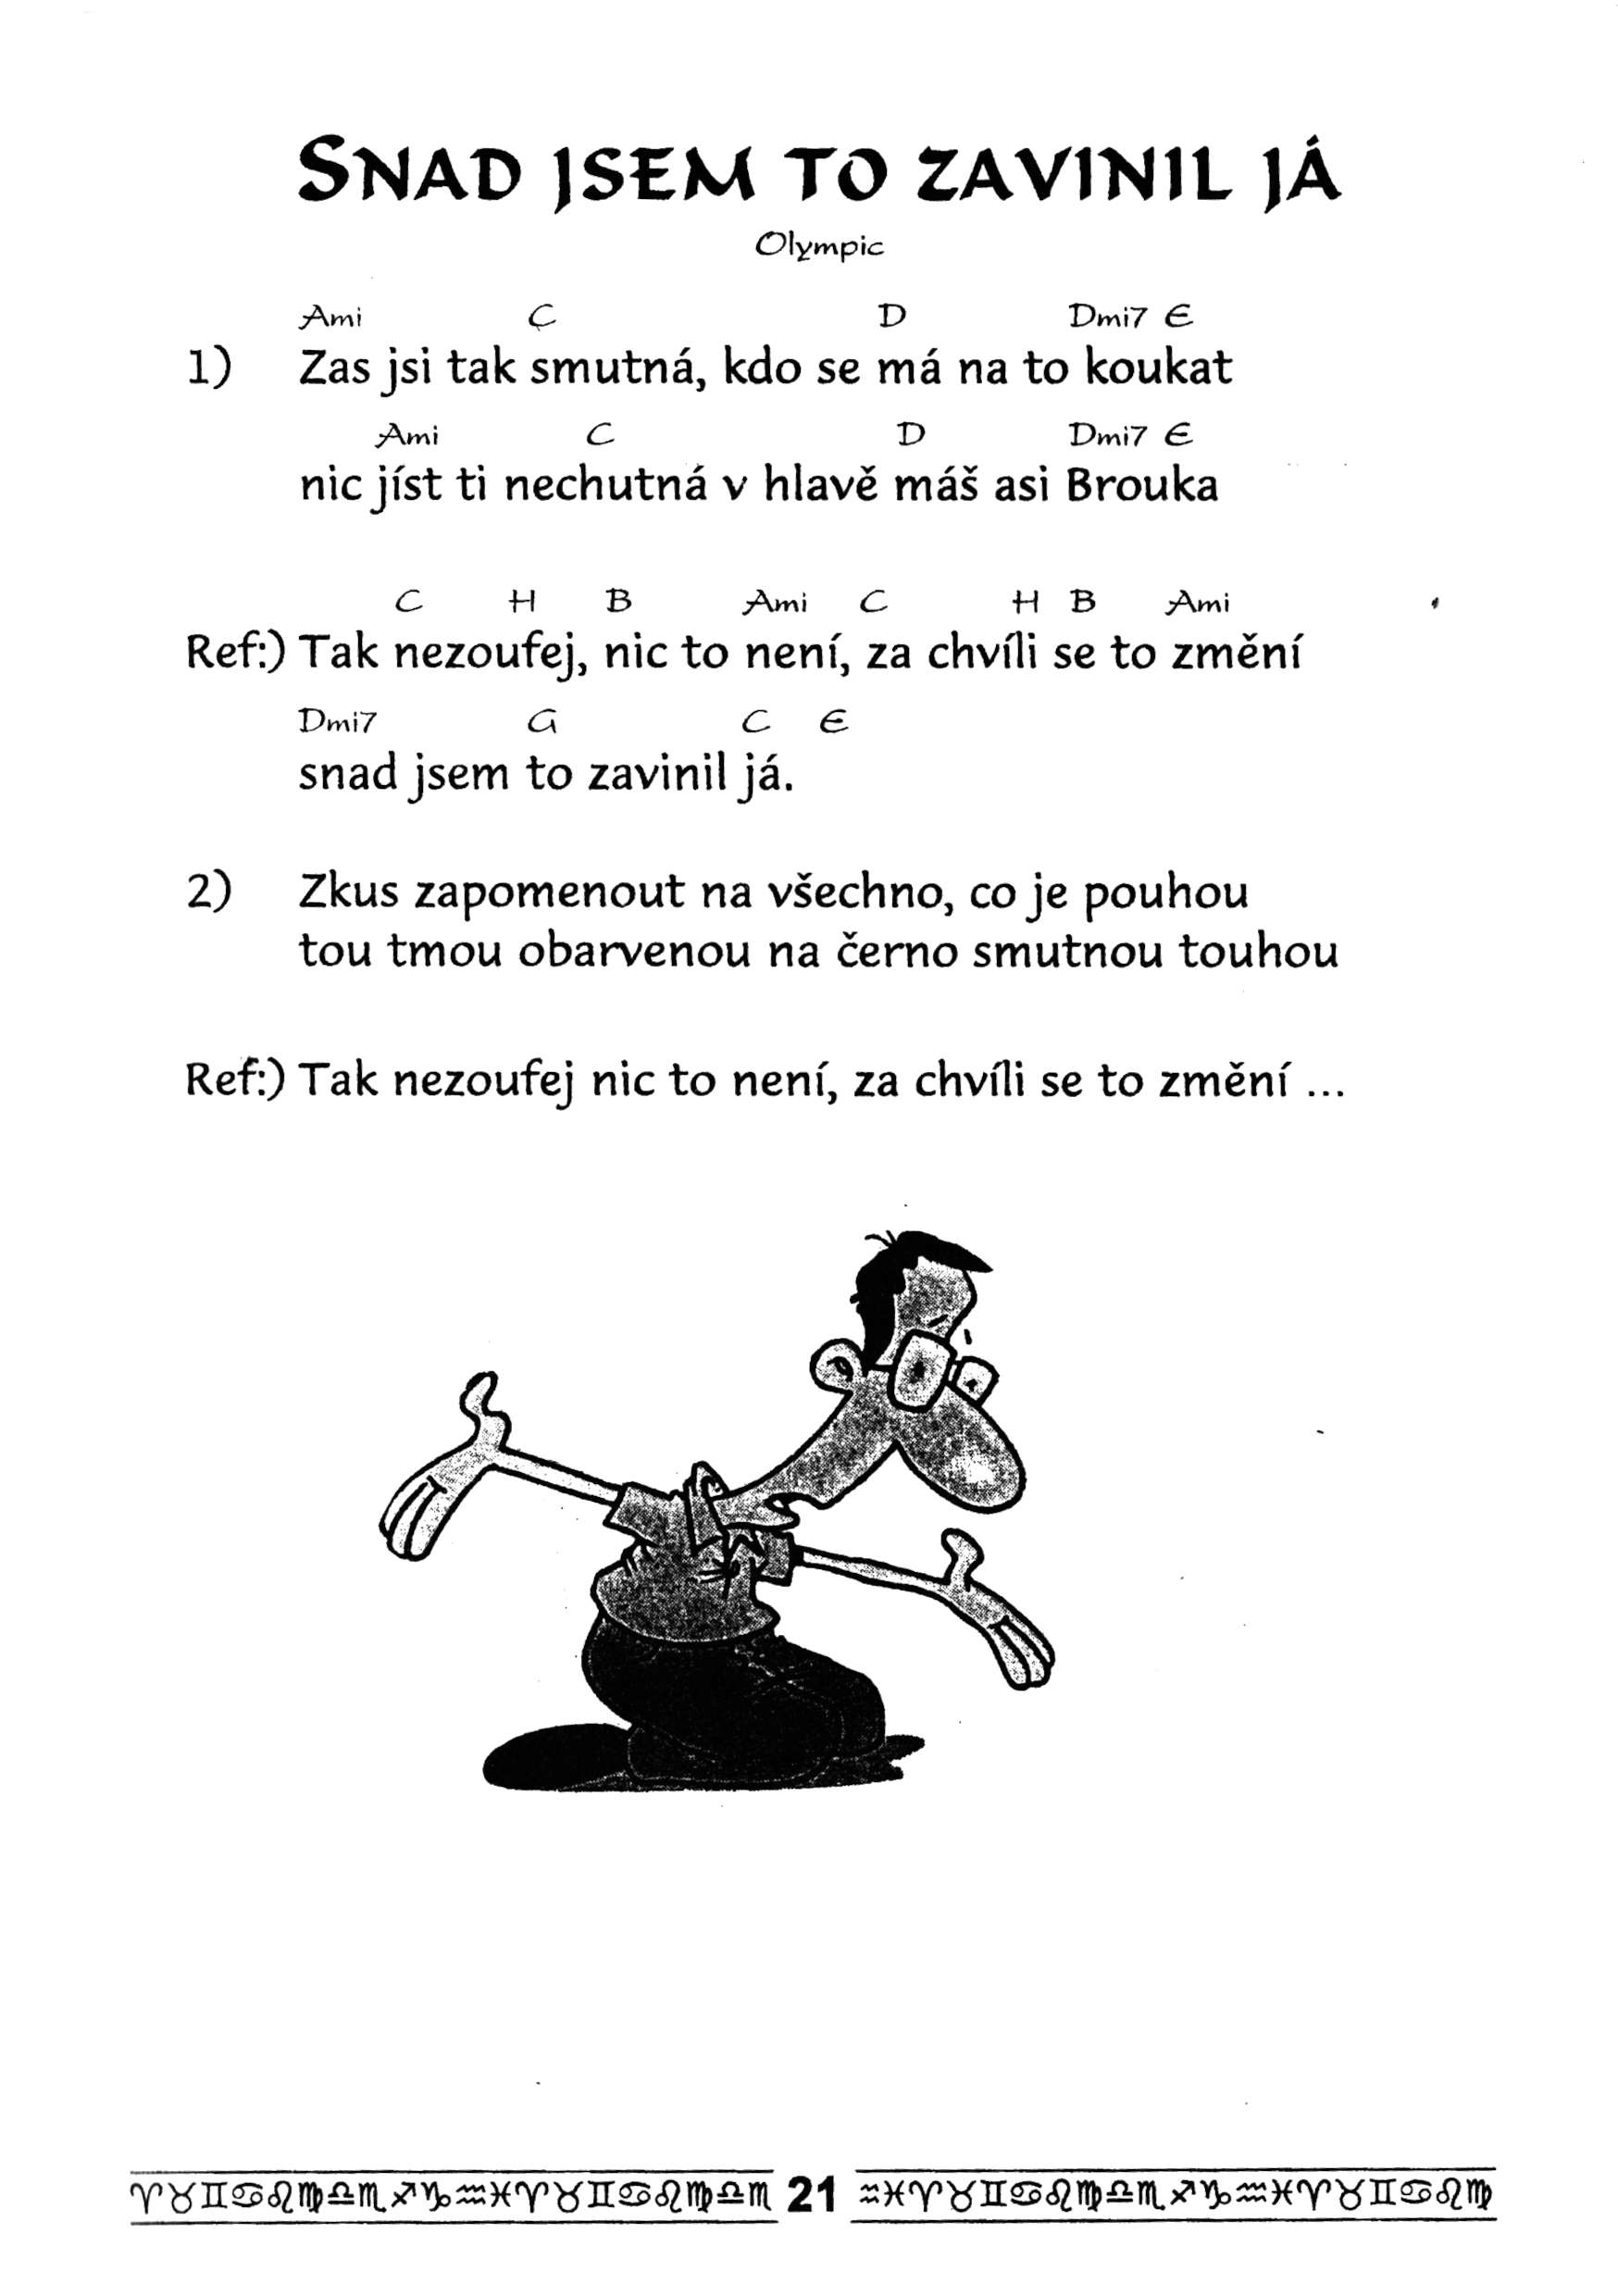 SNAD JSEM TO ZAVINIL JÁ
Olympic
Ami C D Dmi7 E
1) Zas jsi tak smutná, kdo se má na to koukat
Ami C D Dmi7 E
nic jíst ti nechutná v hlavě máš asi Brouka
C H B Ami C H B Ami
Ref:) Tak nezoufej, nic to není, za chvíli se to změní
Dmi7 G C E
snad jsem to zavinil já.
2) Zkus zapomenout na všechno, co je pouhou
tou tmou obarvenou na černo smutnou touhou
Ref:) Tak nezoufej nic to není, za chvíli se to změní ...
♈♉♊♋♌♍♎♏♐♑♒♓♈♉♊♋♌♍♎♏ 21 ♒♓♈♉♊♋♌♍♎♏♐♑♒♓♈♉♊♋♌♍